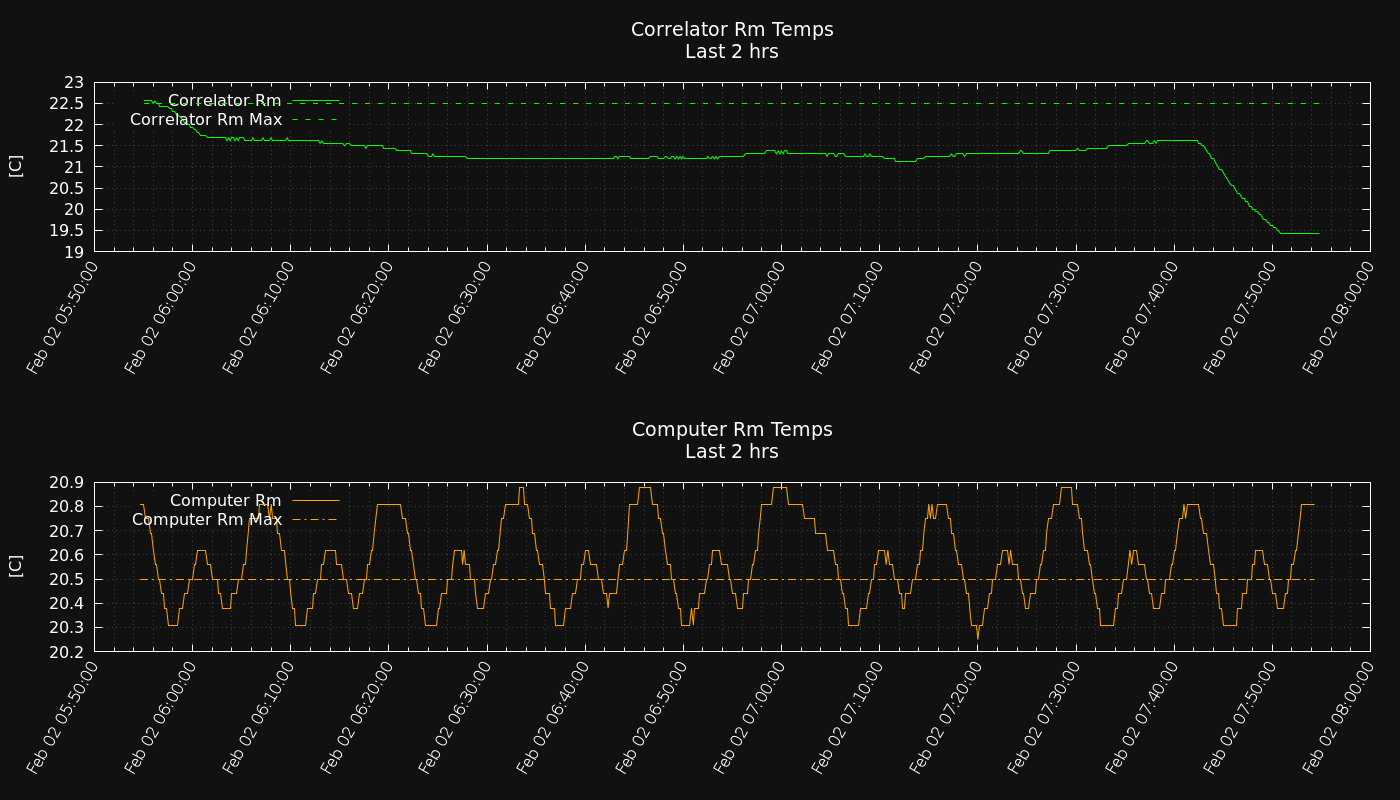 Correlator Rm Temps
Last 2 hrs
23
22.5
22
21.5
21
20.5
20
19.5
19
[C]
Correlator Rm
Correlator Rm Max
Feb 02 05:50:00
Feb 02 06:00:00
Feb 02 06:10:00
Feb 02 06:20:00
Feb 02 06:30:00
Feb 02 06:40:00
Feb 02 06:50:00
Feb 02 07:00:00
Feb 02 07:10:00
Feb 02 07:20:00
Feb 02 07:30:00
Feb 02 07:40:00
Feb 02 07:50:00
Feb 02 08:00:00
Computer Rm Temps
Last 2 hrs
20.9
20.8
20.7
20.6
20.5
20.4
20.3
20.2
[C]
Computer Rm
Computer Rm Max
Feb 02 05:50:00
Feb 02 06:00:00
Feb 02 06:10:00
Feb 02 06:20:00
Feb 02 06:30:00
Feb 02 06:40:00
Feb 02 06:50:00
Feb 02 07:00:00
Feb 02 07:10:00
Feb 02 07:20:00
Feb 02 07:30:00
Feb 02 07:40:00
Feb 02 07:50:00
Feb 02 08:00:00